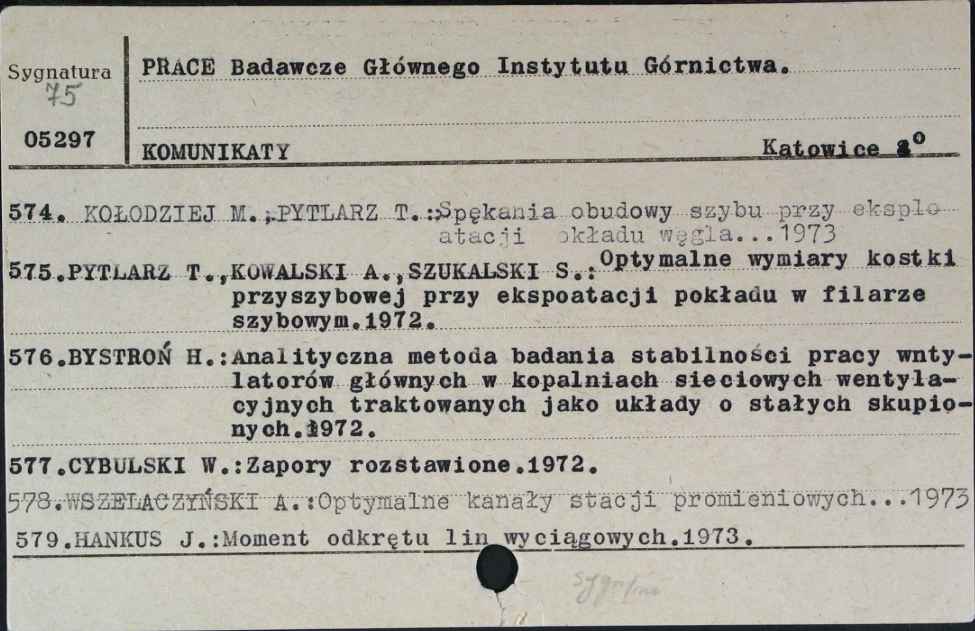 Sygnatura
75
05297
PRACE Badawcze Głównego Instytutu Górnictwa.
KOMUNIKATY Katowice 8°
574. KOŁODZIEJ M.,PYTLARZ T.:Spękania obudowy szybu przy eksplo
atacji okładu węgla...1973
575.PYTLARZ T.,KOWALSKI A.,SZUKALSKI S.:Optymalne wymiary kostki
przyszybowej przy ekspoatacji pokładu w filarze
szybowym.1972.
576.BYSTROŃ H.:Analityczna metoda badania stabilności pracy wnty-
latorów głównych w kopalniach sieciowych wentyla-
cyjnych traktowanych jako układy o stałych skupio-
nych.1972.
577.CYBULSKI W.:Zapory rozstawione.1972.
578.WSZELACZYŃSKI A.:Optymalne kanały stacji promieniowych...1973
579.HANKUS J.:Moment odkrętu lin wyciągowych.1973.